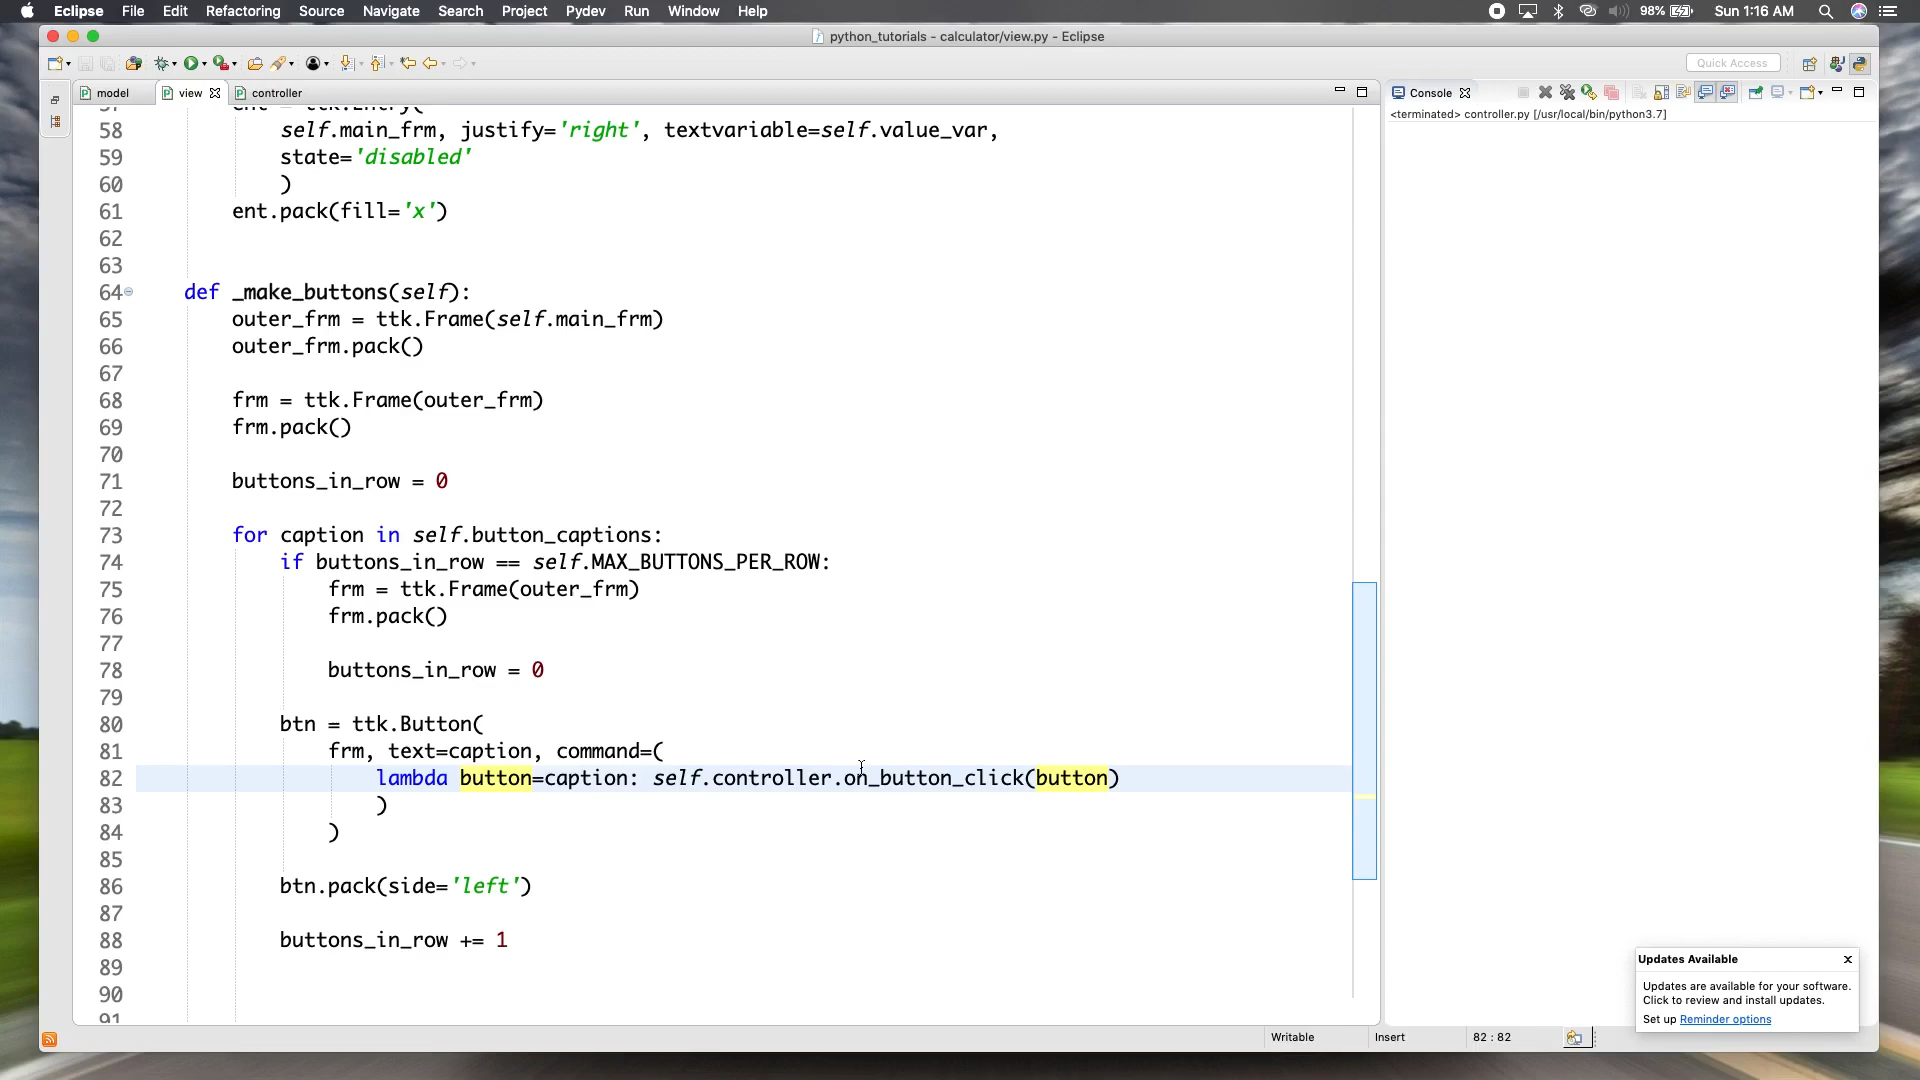 Eclipse File Edit Refactoring Source Navigate Search Project Pydev Run Window Help 98% Sun 1:16 AM
python_tutorials - calculator/view.py - Eclipse
Quick Access
model view controller
Console
<terminated> controller.py [/usr/local/bin/python3.7]
57 ent = ttk.Entry(
58 self.main_frm, justify='right', textvariable=self.value_var,
59 state='disabled'
60 )
61 ent.pack(fill='x')
62
63
64 def _make_buttons(self):
65 outer_frm = ttk.Frame(self.main_frm)
66 outer_frm.pack()
67
68 frm = ttk.Frame(outer_frm)
69 frm.pack()
70
71 buttons_in_row = 0
72
73 for caption in self.button_captions:
74 if buttons_in_row == self.MAX_BUTTONS_PER_ROW:
75 frm = ttk.Frame(outer_frm)
76 frm.pack()
77
78 buttons_in_row = 0
79
80 btn = ttk.Button(
81 frm, text=caption, command=(
82 lambda button=caption: self.controller.on_button_click(button)
83 )
84 )
85
86 btn.pack(side='left')
87
88 buttons_in_row += 1
89
90
91
Updates Available
Updates are available for your software.
Click to review and install updates.
Set up Reminder options
Writable Insert 82 : 82